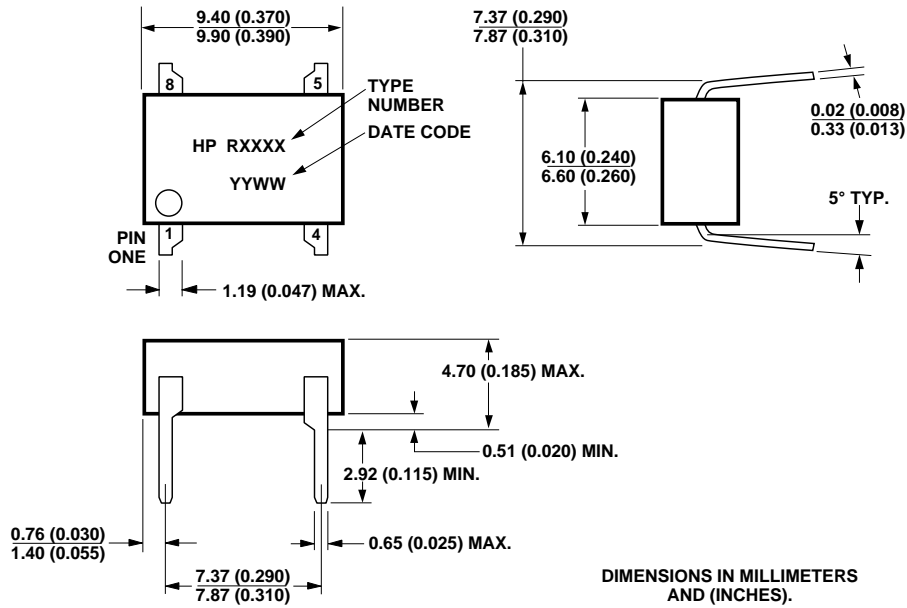 9.40 (0.370)
9.90 (0.390)
8
5
TYPE
NUMBER
HP RXXXX
DATE CODE
YYWW
PIN
ONE
1
4
1.19 (0.047) MAX.
7.37 (0.290)
7.87 (0.310)
0.02 (0.008)
0.33 (0.013)
6.10 (0.240)
6.60 (0.260)
5° TYP.
4.70 (0.185) MAX.
0.51 (0.020) MIN.
2.92 (0.115) MIN.
0.76 (0.030)
1.40 (0.055)
0.65 (0.025) MAX.
7.37 (0.290)
7.87 (0.310)
DIMENSIONS IN MILLIMETERS
AND (INCHES).